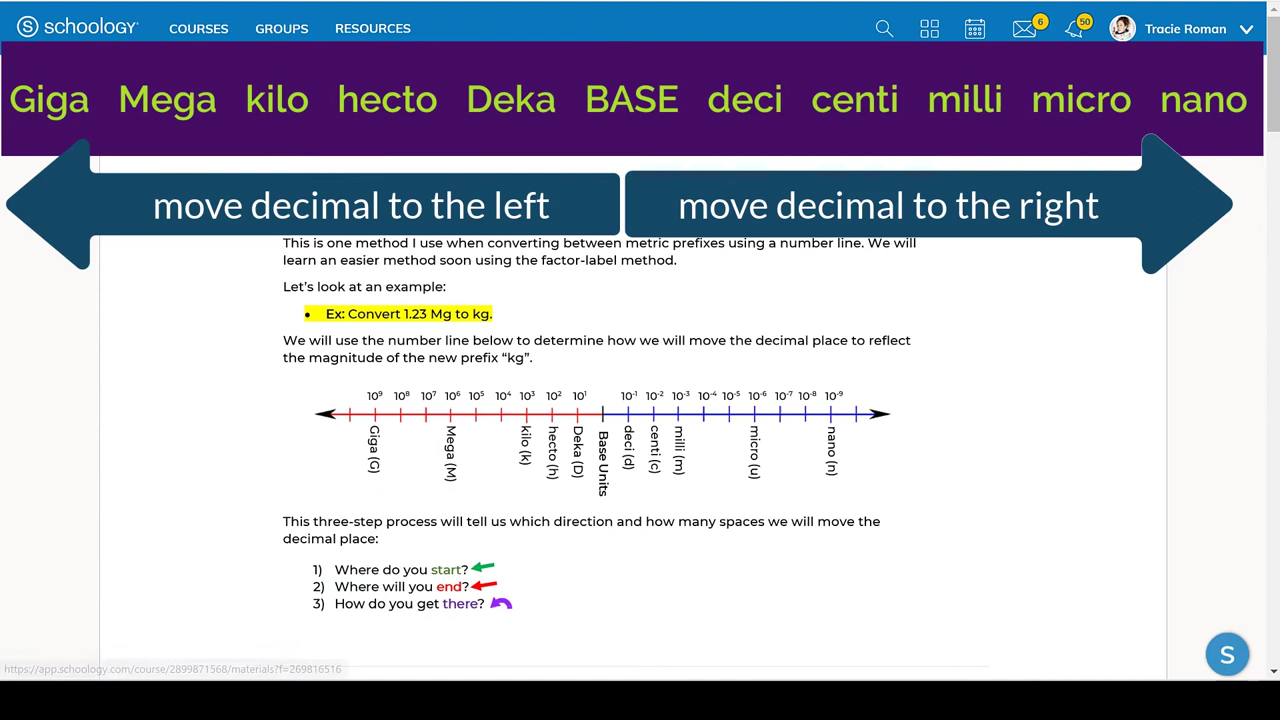 schoology
COURSES GROUPS RESOURCES
6
50
Tracie Roman
Giga Mega kilo hecto Deka BASE deci centi milli micro nano
move decimal to the left
move decimal to the right
This is one method I use when converting between metric prefixes using a number line. We will
learn an easier method soon using the factor-label method.
Let's look at an example:
• Ex: Convert 1.23 Mg to kg.
We will use the number line below to determine how we will move the decimal place to reflect
the magnitude of the new prefix “kg”.
10⁹ 10⁸ 10⁷ 10⁶ 10⁵ 10⁴ 10³ 10² 10¹ 10⁻¹ 10⁻² 10⁻³ 10⁻⁴ 10⁻⁵ 10⁻⁶ 10⁻⁷ 10⁻⁸ 10⁻⁹
Giga (G)
Mega (M)
kilo (k)
hecto (h)
Deka (D)
Base Units
deci (d)
centi (c)
milli (m)
micro (u)
nano (n)
This three-step process will tell us which direction and how many spaces we will move the
decimal place:
1) Where do you start?
2) Where will you end?
3) How do you get there?
https://app.schoology.com/course/2899871568/materials?f=269816516
S